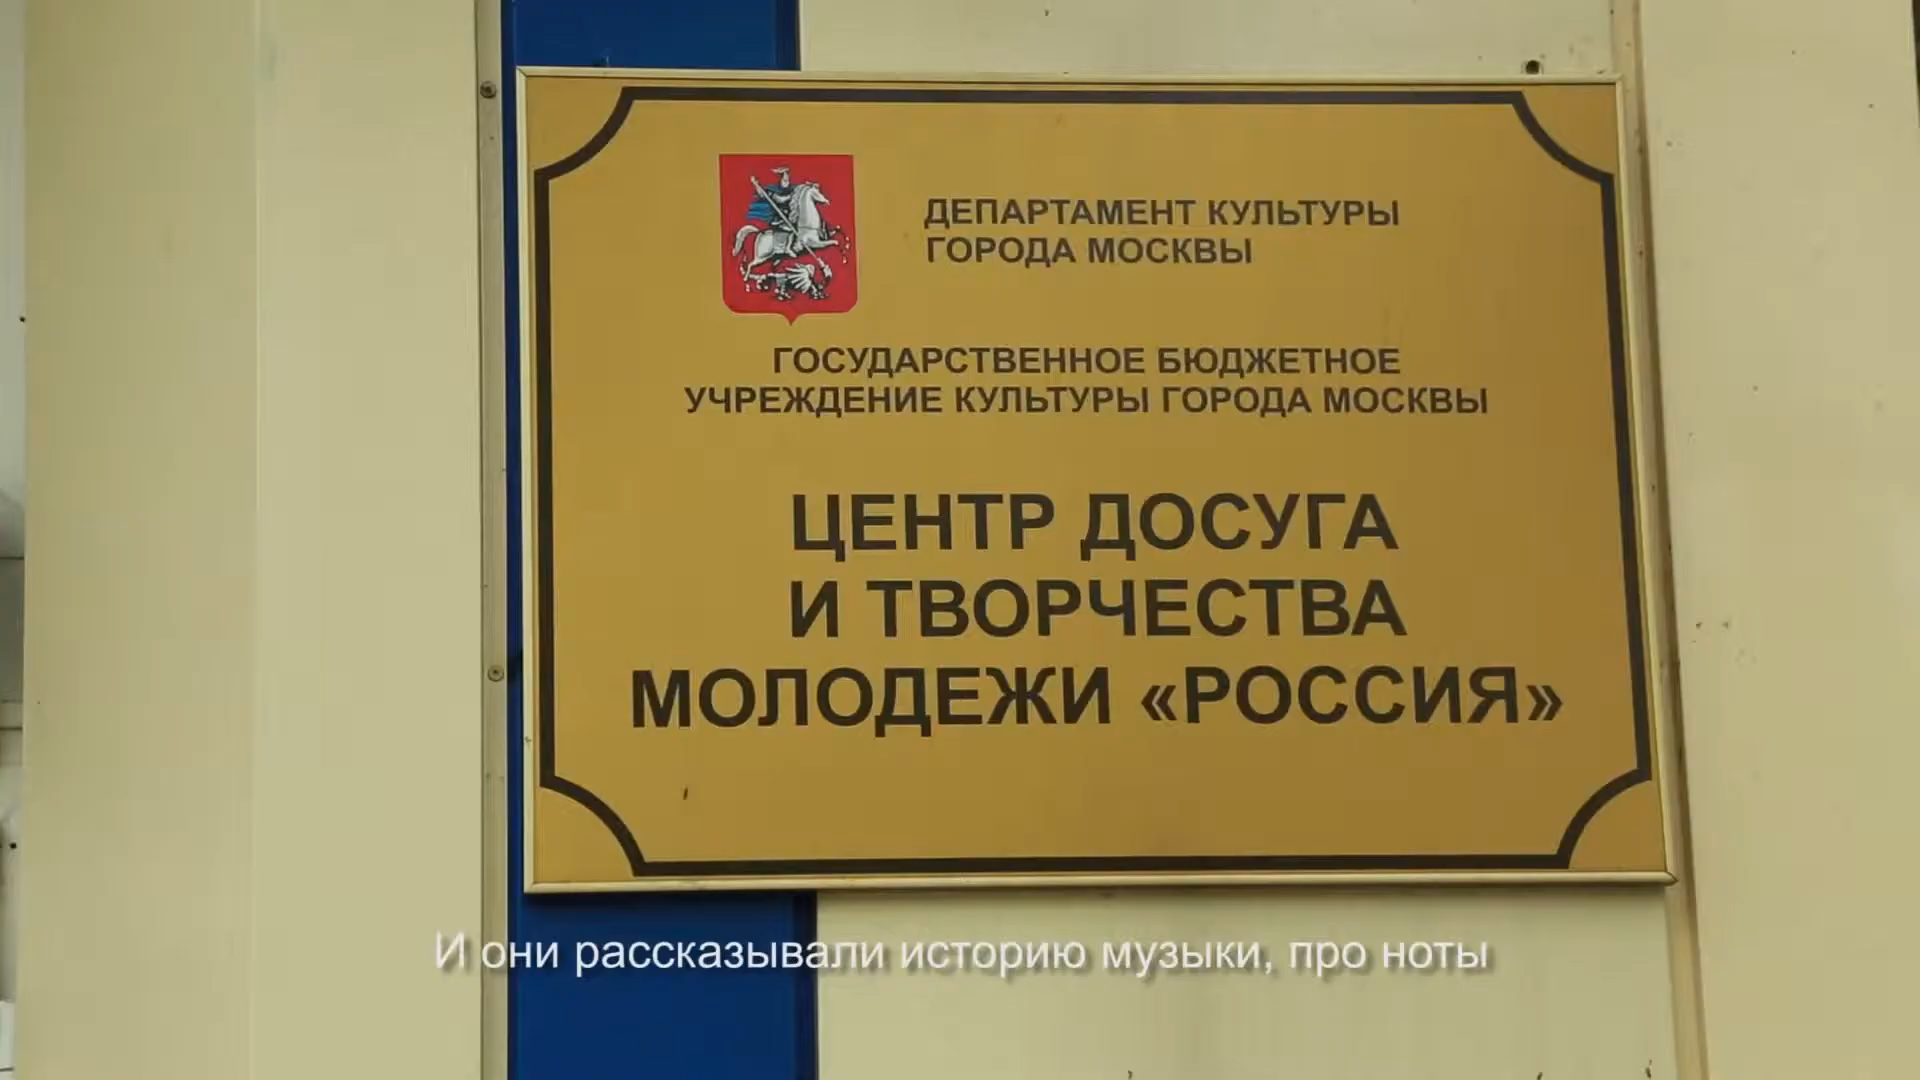 ДЕПАРТАМЕНТ КУЛЬТУРЫ
ГОРОДА МОСКВЫ
ГОСУДАРСТВЕННОЕ БЮДЖЕТНОЕ
УЧРЕЖДЕНИЕ КУЛЬТУРЫ ГОРОДА МОСКВЫ
ЦЕНТР ДОСУГА
И ТВОРЧЕСТВА
МОЛОДЕЖИ «РОССИЯ»
И они рассказывали историю музыки, про ноты